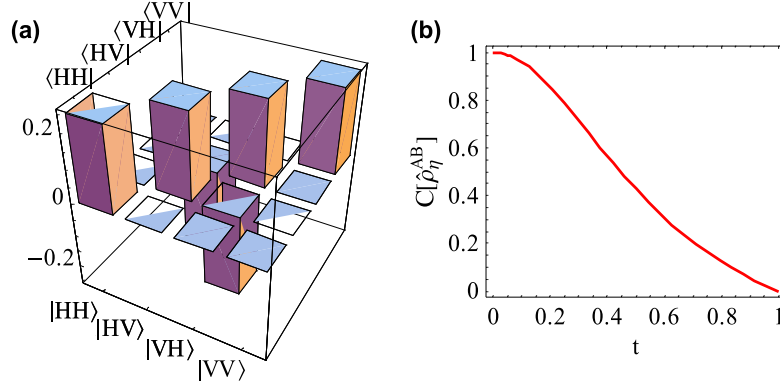 (a)
⟨VV|
⟨VH|
⟨HV|
⟨HH|
0.2
0
−0.2
|HH⟩
|HV⟩
|VH⟩
|VV⟩
(b)
1
0.8
0.6
0.4
0.2
0
C[ρ̂_η^AB]
0 0.2 0.4 0.6 0.8 1
t